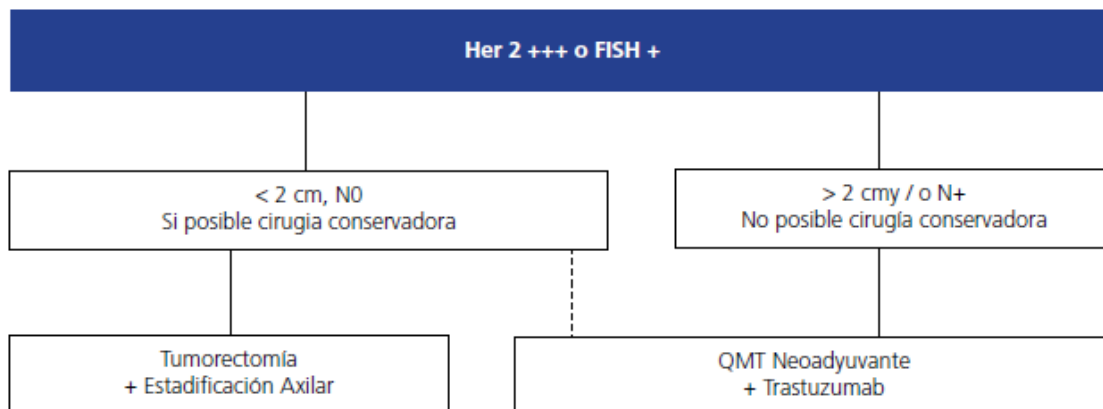 Her 2 +++ o FISH +
< 2 cm, N0
Si posible cirugia conservadora
> 2 cmy / o N+
No posible cirugía conservadora
Tumorectomía
+ Estadificación Axilar
QMT Neoadyuvante
+ Trastuzumab